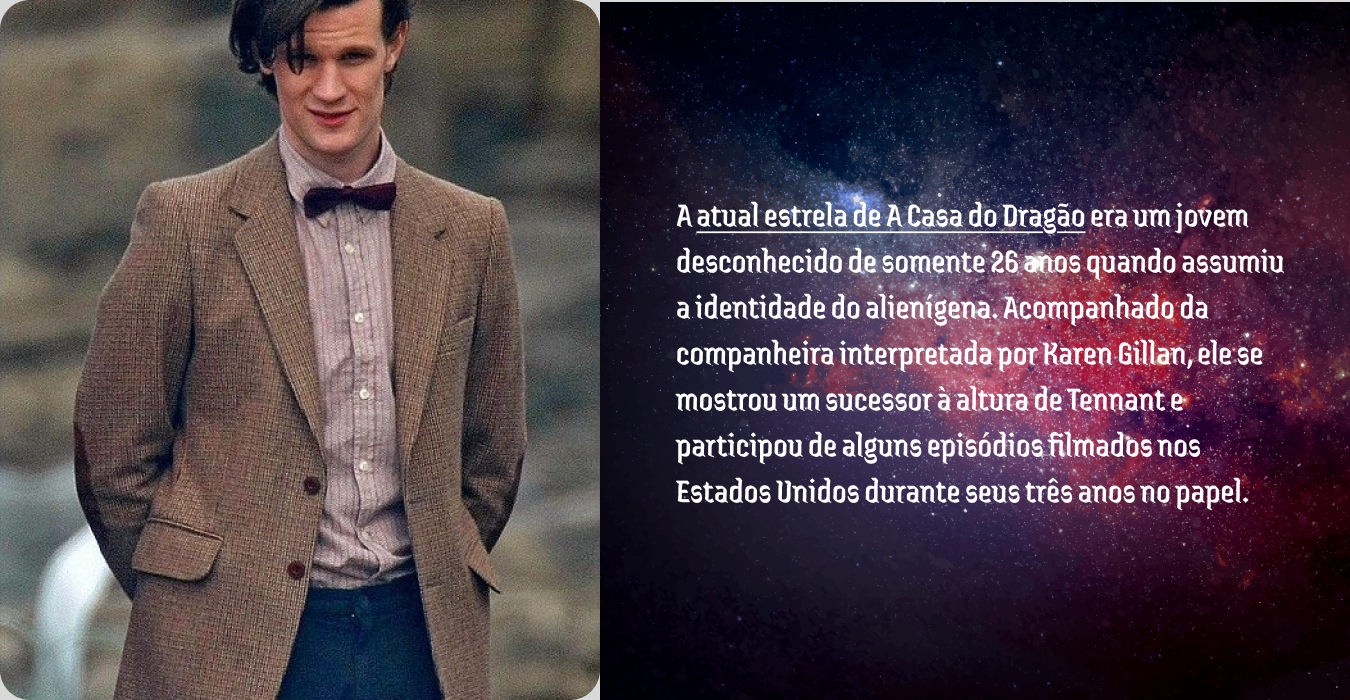 A atual estrela de A Casa do Dragão era um jovem
desconhecido de somente 26 anos quando assumiu
a identidade do alienígena. Acompanhado da
companheira interpretada por Karen Gillan, ele se
mostrou um sucessor à altura de Tennant e
participou de alguns episódios filmados nos
Estados Unidos durante seus três anos no papel.